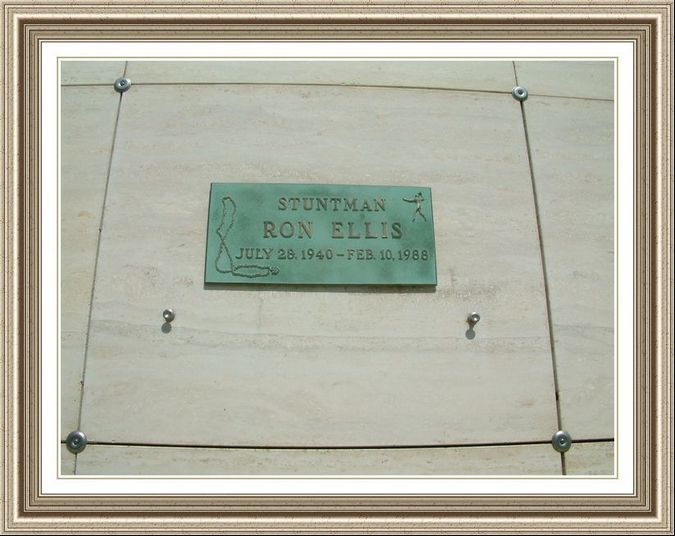 STUNTMAN
RON ELLIS
JULY 28, 1940 – FEB. 10, 1988